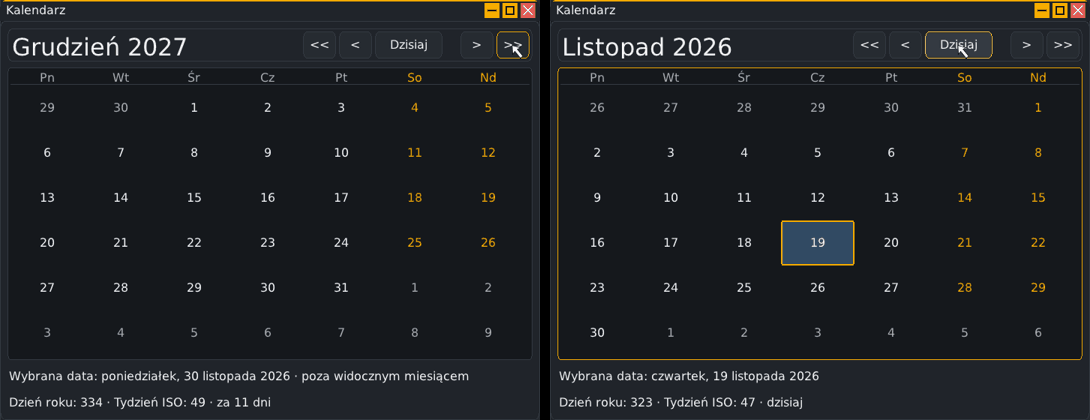 Kalendarz
Grudzień 2027
<< < Dzisiaj > >>
Pn Wt Śr Cz Pt So Nd
29 30 1 2 3 4 5
6 7 8 9 10 11 12
13 14 15 16 17 18 19
20 21 22 23 24 25 26
27 28 29 30 31 1 2
3 4 5 6 7 8 9
Wybrana data: poniedziałek, 30 listopada 2026 · poza widocznym miesiącem
Dzień roku: 334 · Tydzień ISO: 49 · za 11 dni
Kalendarz
Listopad 2026
<< < Dzisiaj > >>
Pn Wt Śr Cz Pt So Nd
26 27 28 29 30 31 1
2 3 4 5 6 7 8
9 10 11 12 13 14 15
16 17 18 19 20 21 22
23 24 25 26 27 28 29
30 1 2 3 4 5 6
Wybrana data: czwartek, 19 listopada 2026
Dzień roku: 323 · Tydzień ISO: 47 · dzisiaj